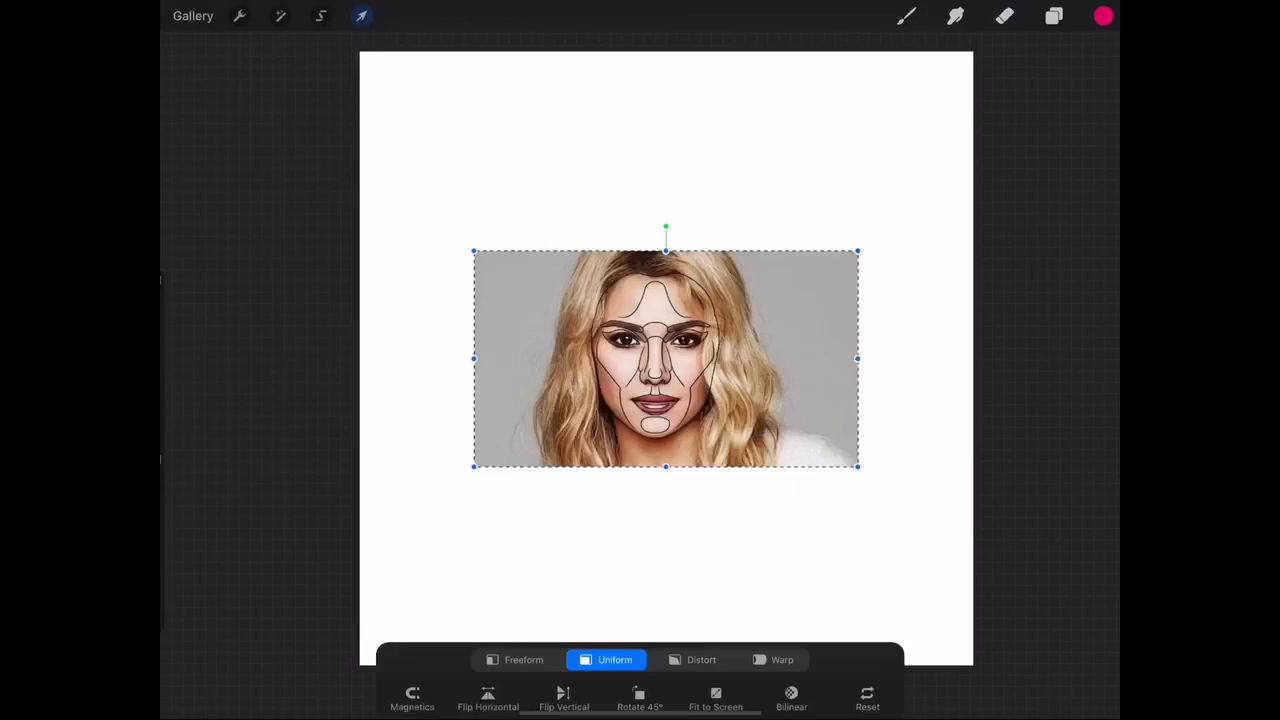 Gallery
Freeform Uniform Distort Warp
Magnetics Flip Horizontal Flip Vertical Rotate 45° Fit to Screen Bilinear Reset